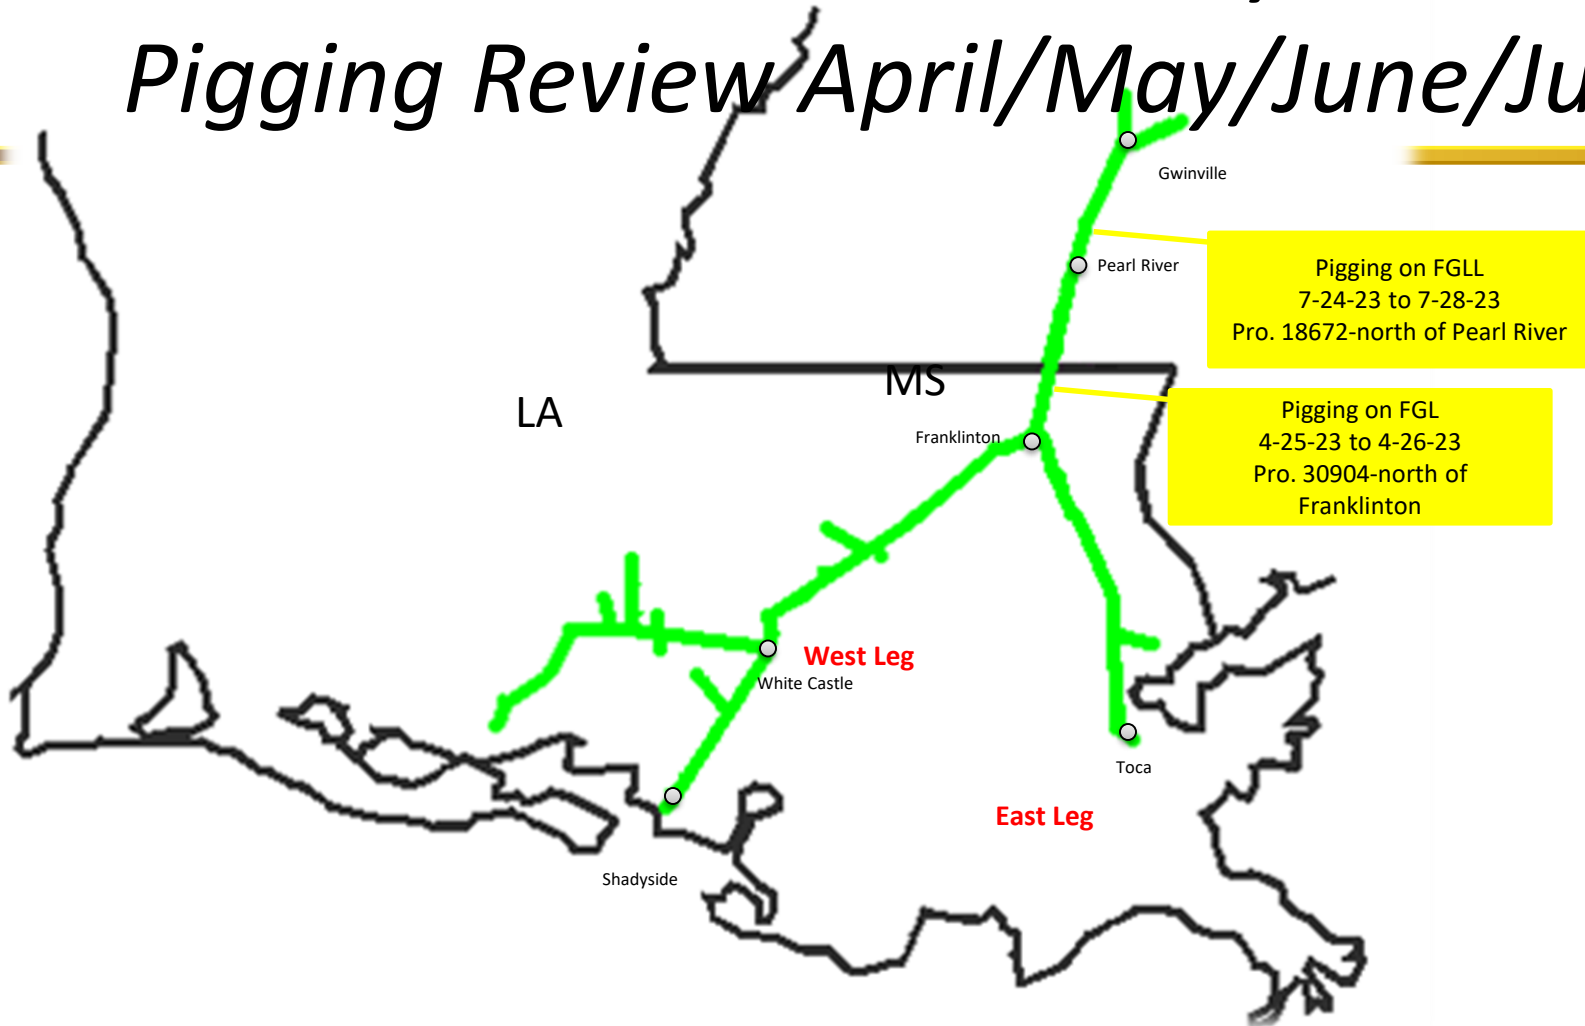 Pigging Review April/May/June/Ju
Gwinville
Pearl River
Pigging on FGLL
7-24-23 to 7-28-23
Pro. 18672-north of Pearl River
MS
LA
Pigging on FGL
4-25-23 to 4-26-23
Pro. 30904-north of
Franklinton
Franklinton
West Leg
White Castle
Toca
East Leg
Shadyside